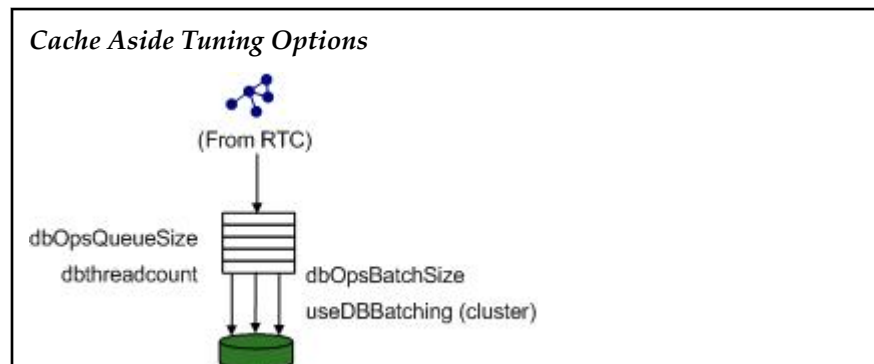 Cache Aside Tuning Options
(From RTC)
dbOpsQueueSize
dbthreadcount
dbOpsBatchSize
useDBBatching (cluster)